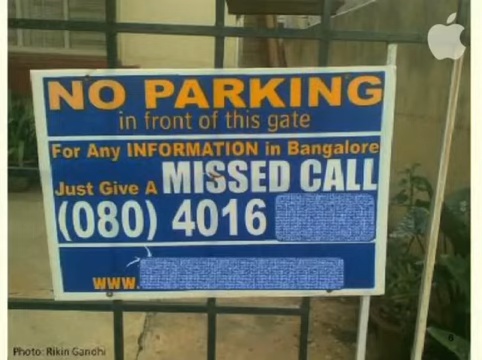 NO PARKING
in front of this gate
For Any INFORMATION in Bangalore
Just Give A MISSED CALL
(080) 4016
www.
Photo: Rikin Gandhi